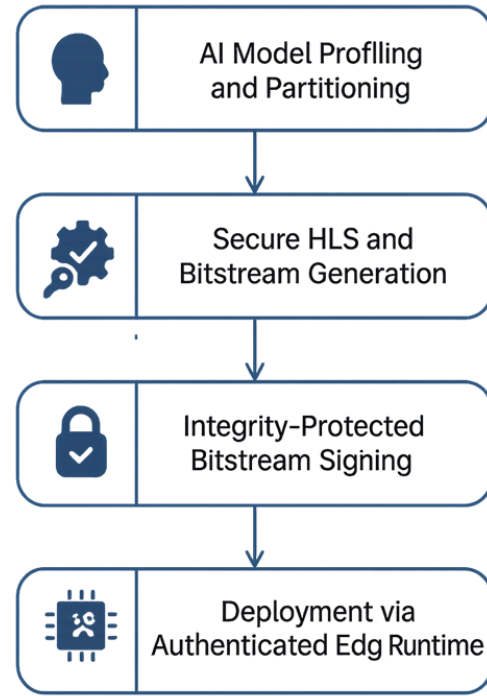 AI Model Proflling
and Partitioning
Secure HLS and
Bitstream Generation
Integrity-Protected
Bitstream Signing
Deployment via
Authenticated Edg Runtime